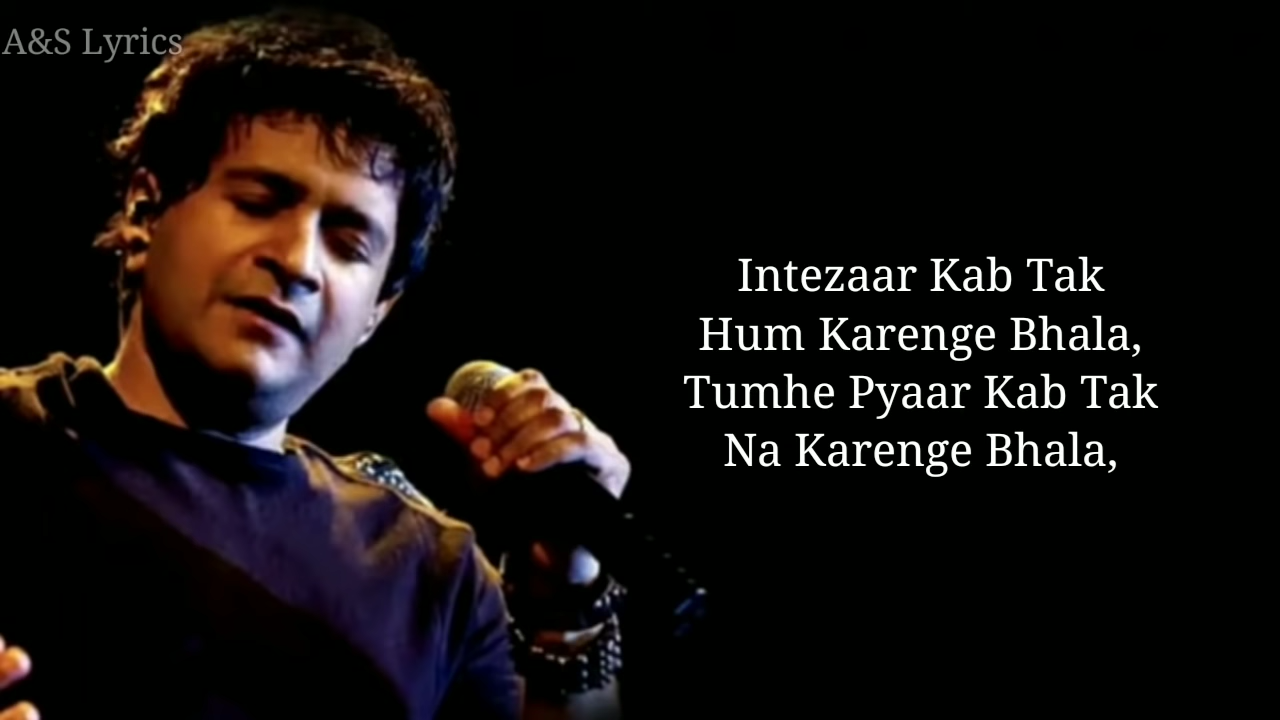 A&S Lyrics
Intezaar Kab Tak
Hum Karenge Bhala,
Tumhe Pyaar Kab Tak
Na Karenge Bhala,